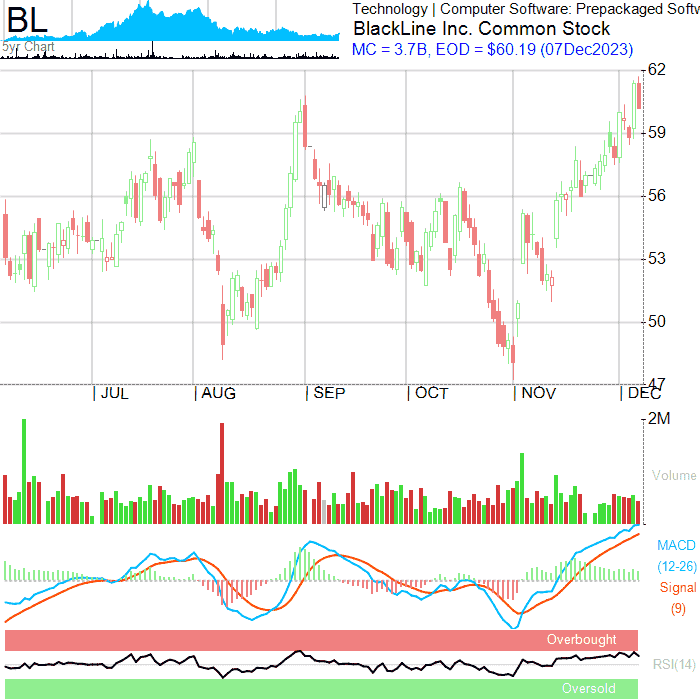 BL
5yr Chart
Technology | Computer Software: Prepackaged Softw
BlackLine Inc. Common Stock
MC = 3.7B, EOD = $60.19 (07Dec2023)
62
59
56
53
50
47
| JUL | AUG | SEP | OCT | NOV | DEC
2M
Volume
MACD
(12-26)
Signal
(9)
Overbought
RSI(14)
Oversold